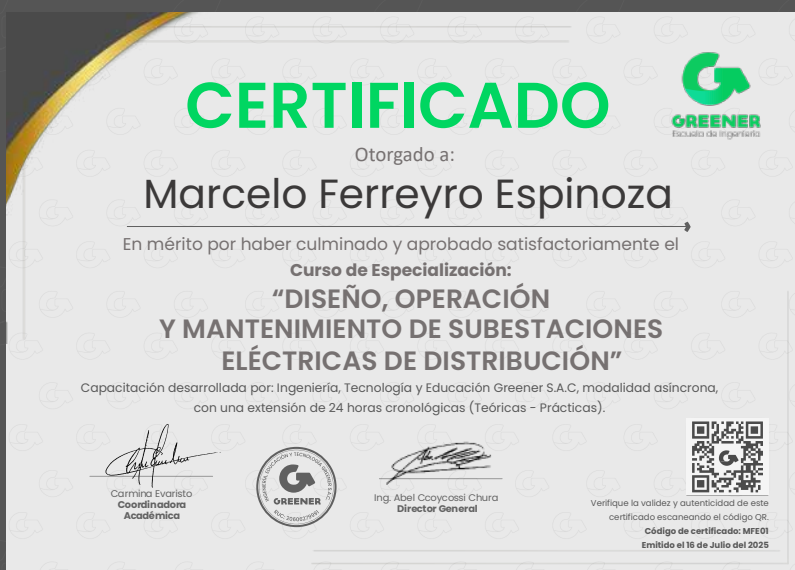 CERTIFICADO
GREENER
Escuela de Ingeniería
Otorgado a:
Marcelo Ferreyro Espinoza
En mérito por haber culminado y aprobado satisfactoriamente el
Curso de Especialización:
“DISEÑO, OPERACIÓN
Y MANTENIMIENTO DE SUBESTACIONES
ELÉCTRICAS DE DISTRIBUCIÓN”
Capacitación desarrollada por: Ingeniería, Tecnología y Educación Greener S.A.C, modalidad asíncrona,
con una extensión de 24 horas cronológicas (Teóricas - Prácticas).
Carmina Evaristo
Coordinadora
Académica
INGENIERÍA, EDUCACIÓN Y TECNOLOGÍA GREENER S.A.C.
GREENER
Ing. Abel Ccoycossi Chura
Director General
Verifique la validez y autenticidad de este
certificado escaneando el código QR.
Código de certificado: MFE01
Emitido el 16 de Julio del 2025